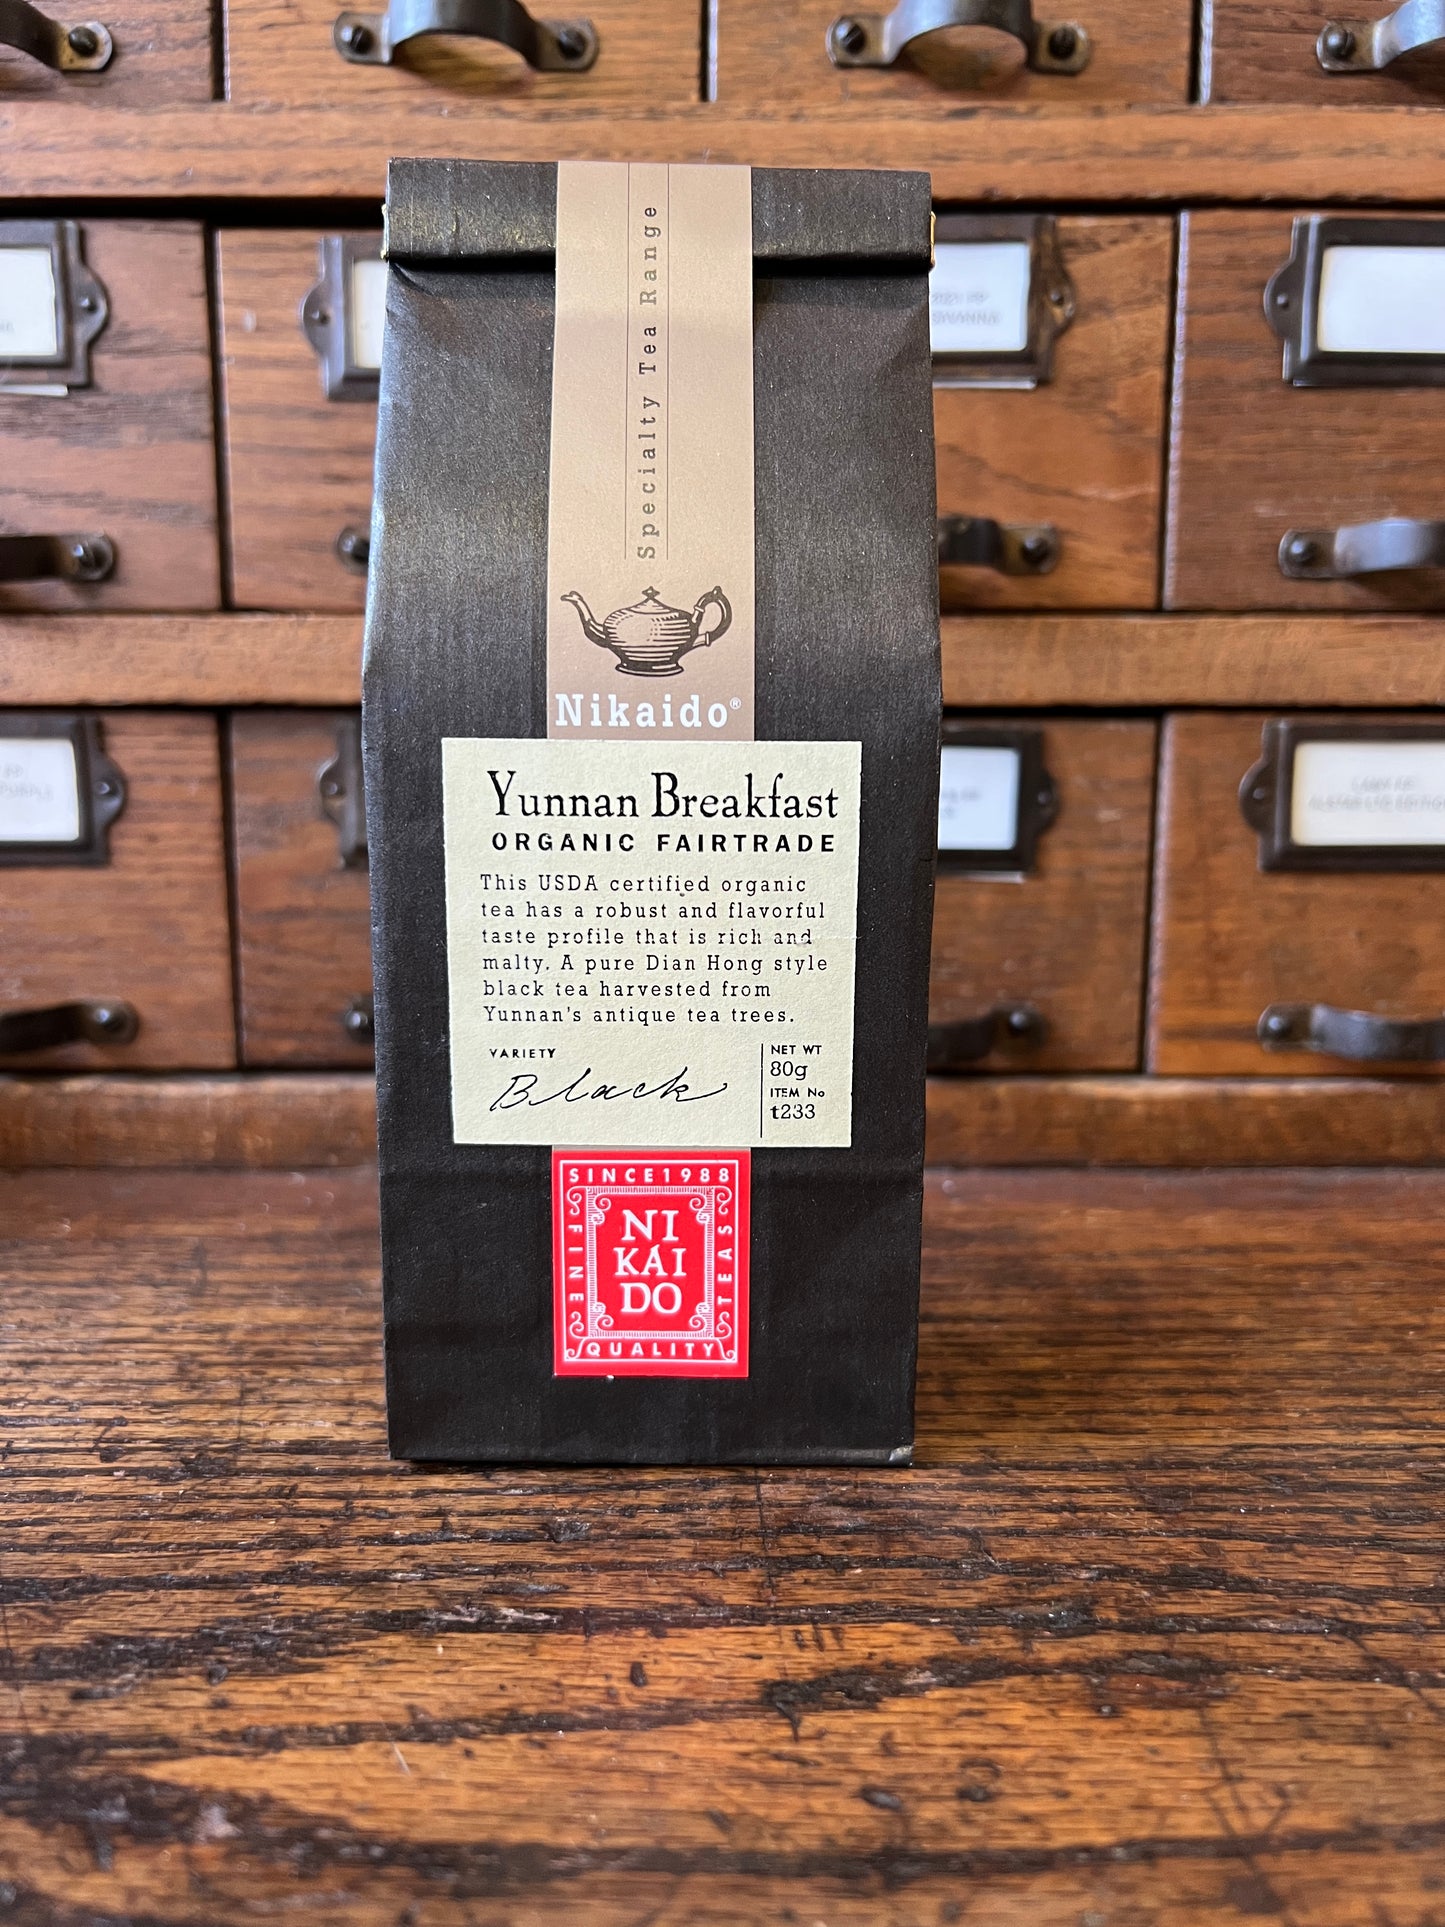 Specialty Tea Range
Nikaido®
Yunnan Breakfast
ORGANIC FAIRTRADE
This USDA certified organic
tea has a robust and flavorful
taste profile that is rich and
malty. A pure Dian Hong style
black tea harvested from
Yunnan's antique tea trees.
VARIETY
Black
NET WT
80g
ITEM No
t233
SINCE 1988
FINE
NI
KAI
DO
TEAS
QUALITY